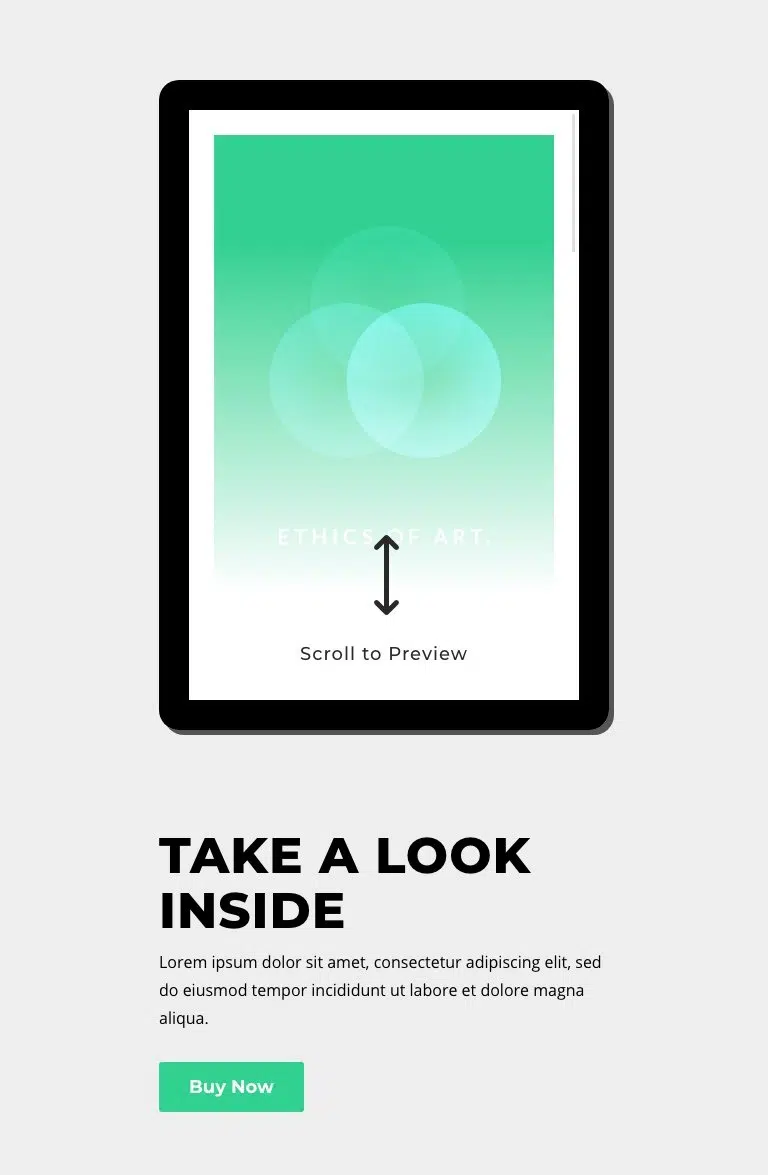 ETHICS OF ART.
Scroll to Preview
TAKE A LOOK
INSIDE
Lorem ipsum dolor sit amet, consectetur adipiscing elit, sed
do eiusmod tempor incididunt ut labore et dolore magna
aliqua.
Buy Now